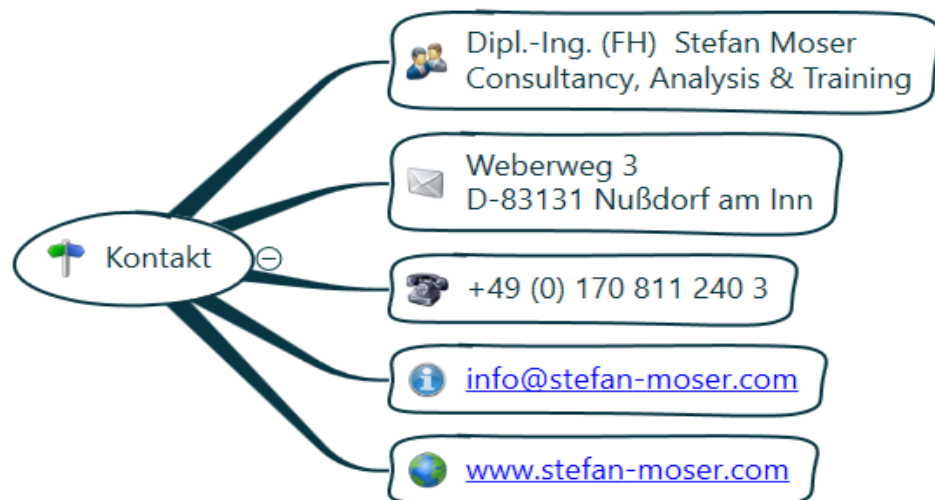 Dipl.-Ing. (FH)  Stefan Moser
Consultancy, Analysis & Training
Weberweg 3
D-83131 Nußdorf am Inn
Kontakt
+49 (0) 170 811 240 3
info@stefan-moser.com
www.stefan-moser.com